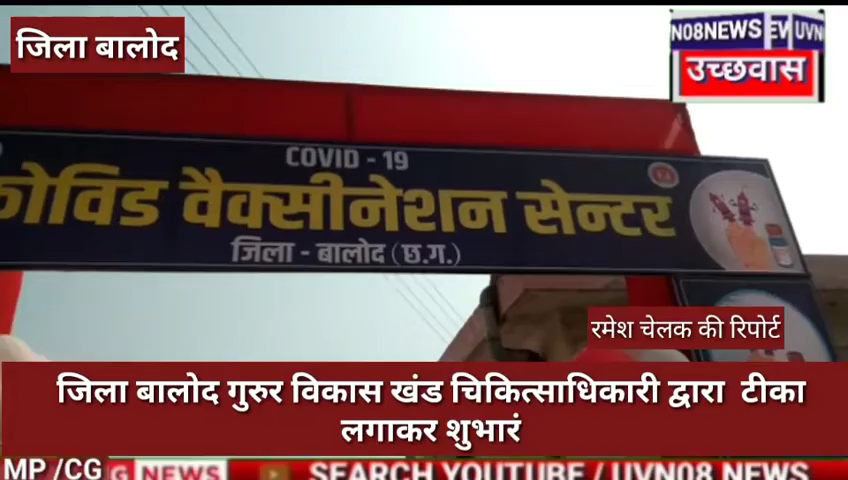 जिला बालोद
N08NEWS EV UVN
उच्छवास
COVID - 19
कोविड वैक्सीनेशन सेन्टर
जिला - बालोद (छ.ग.)
रमेश चेलक की रिपोर्ट
जिला बालोद गुरुर विकास खंड चिकित्साधिकारी द्वारा टीका
लगाकर शुभारं
MP /CG G NEWS SEARCH YOUTUBE / UVN08 NEWS